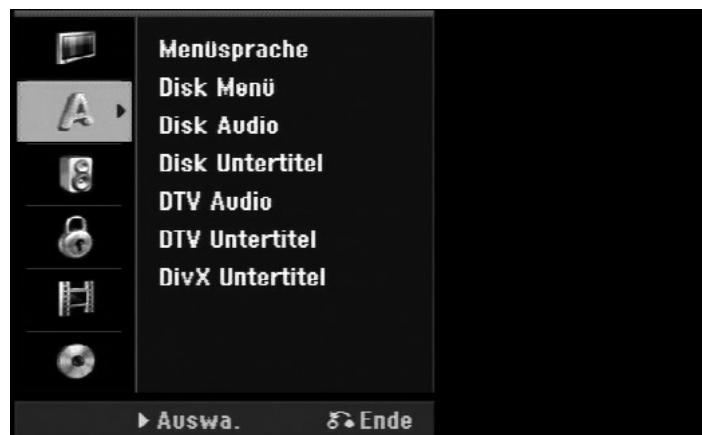 Menüsprache
Disk Menü
Disk Audio
Disk Untertitel
DTV Audio
DTV Untertitel
DivX Untertitel
Auswa. Ende